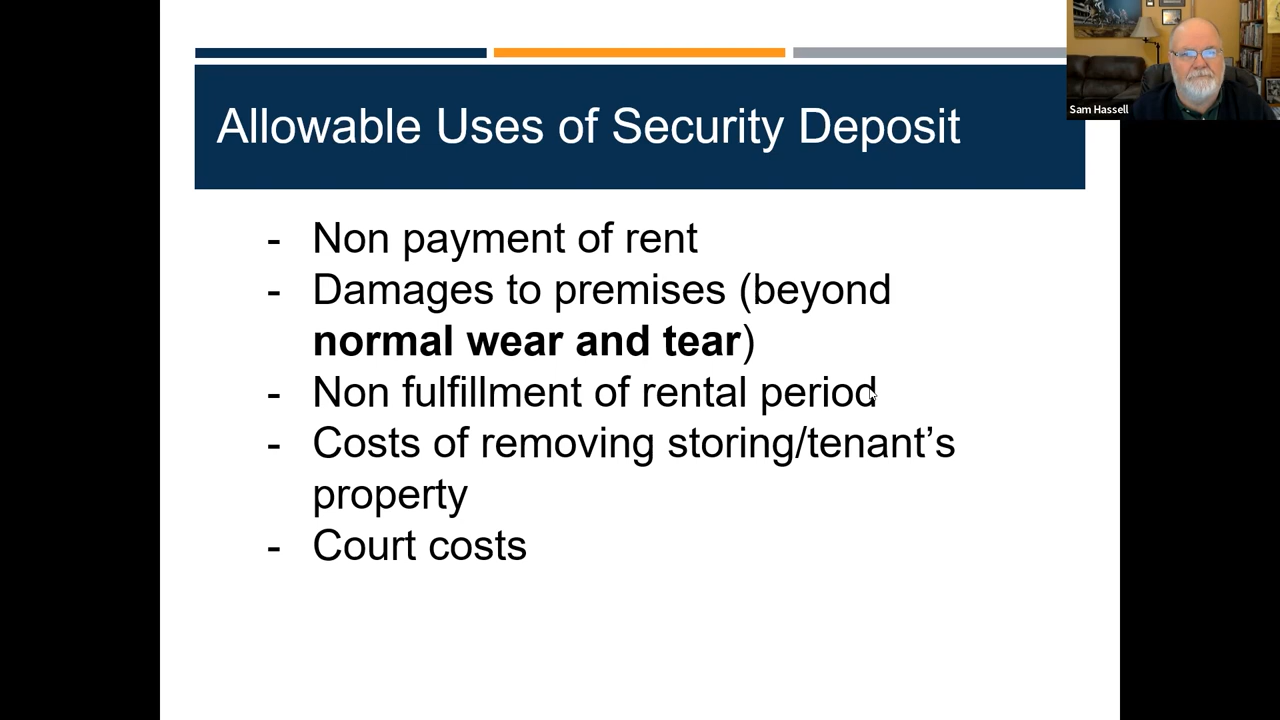 Sam Hassell
Allowable Uses of Security Deposit
- Non payment of rent
- Damages to premises (beyond
normal wear and tear)
- Non fulfillment of rental period
- Costs of removing storing/tenant’s
property
- Court costs